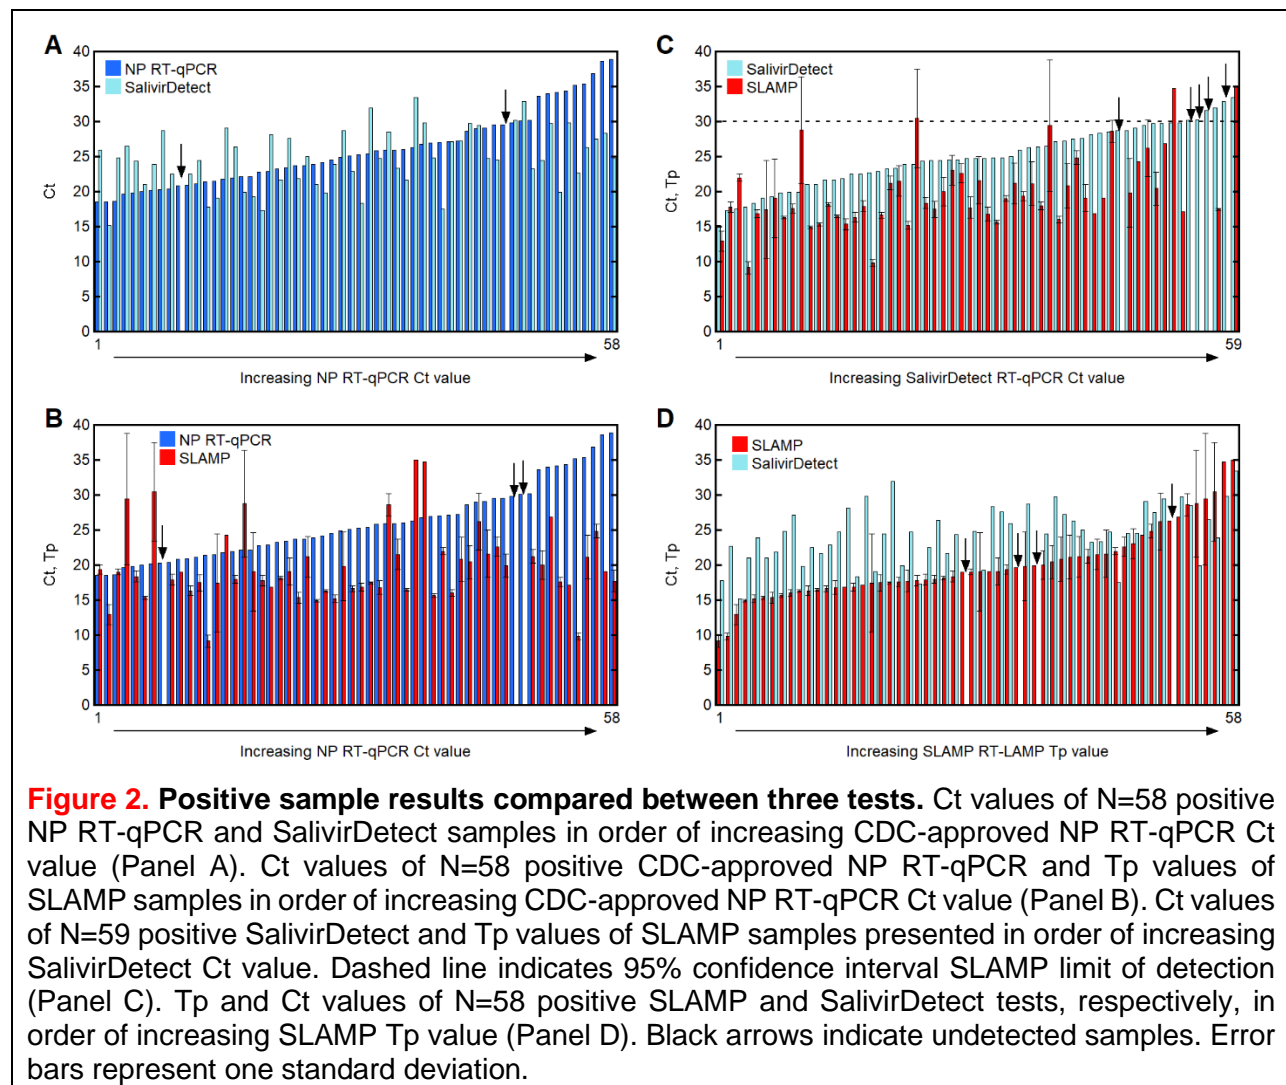 A
40
35
30
25
20
15
10
5
0
Ct
NP RT-qPCR
SalivirDetect
1
58
Increasing NP RT-qPCR Ct value
C
40
35
30
25
20
15
10
5
0
Ct, Tp
SalivirDetect
SLAMP
1
59
Increasing SalivirDetect RT-qPCR Ct value
B
40
35
30
25
20
15
10
5
0
Ct, Tp
NP RT-qPCR
SLAMP
1
58
Increasing NP RT-qPCR Ct value
D
40
35
30
25
20
15
10
5
0
Ct, Tp
SLAMP
SalivirDetect
1
58
Increasing SLAMP RT-LAMP Tp value
Figure 2. Positive sample results compared between three tests. Ct values of N=58 positive
NP RT-qPCR and SalivirDetect samples in order of increasing CDC-approved NP RT-qPCR Ct
value (Panel A). Ct values of N=58 positive CDC-approved NP RT-qPCR and Tp values of
SLAMP samples in order of increasing CDC-approved NP RT-qPCR Ct value (Panel B). Ct values
of N=59 positive SalivirDetect and Tp values of SLAMP samples presented in order of increasing
SalivirDetect Ct value. Dashed line indicates 95% confidence interval SLAMP limit of detection
(Panel C). Tp and Ct values of N=58 positive SLAMP and SalivirDetect tests, respectively, in
order of increasing SLAMP Tp value (Panel D). Black arrows indicate undetected samples. Error
bars represent one standard deviation.